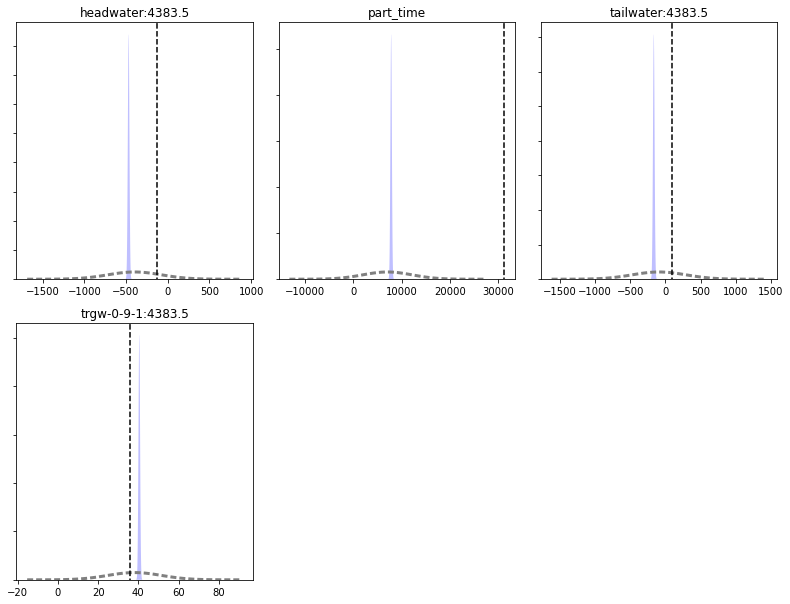 headwater:4383.5
−1500 −1000 −500 0 500 1000
part_time
−10000 0 10000 20000 30000
tailwater:4383.5
−1500 −1000 −500 0 500 1000 1500
trgw-0-9-1:4383.5
−20 0 20 40 60 80